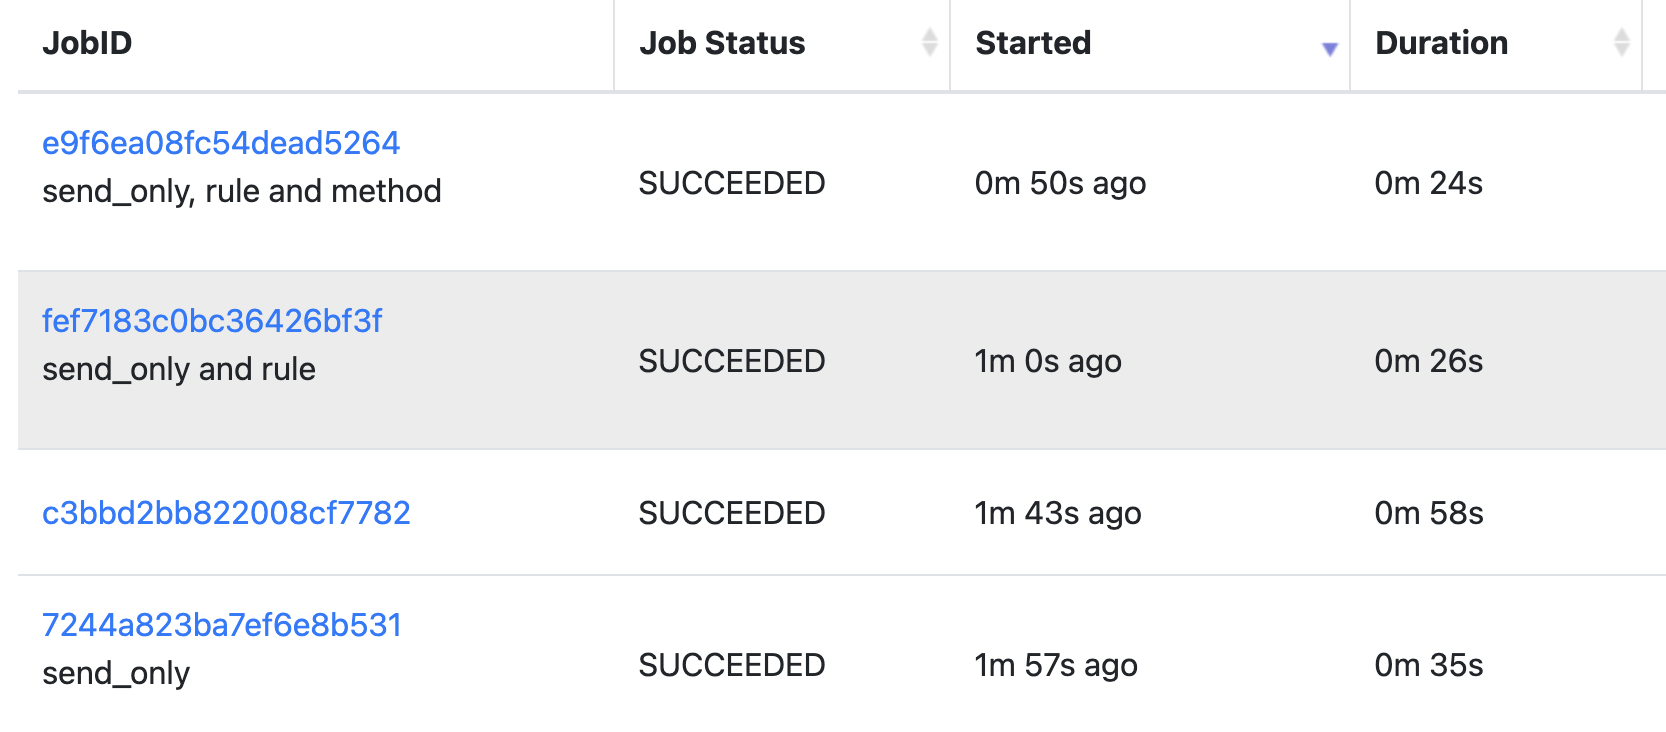 JobID Job Status Started Duration
e9f6ea08fc54dead5264
send_only, rule and method
SUCCEEDED 0m 50s ago 0m 24s
fef7183c0bc36426bf3f
send_only and rule
SUCCEEDED 1m 0s ago 0m 26s
c3bbd2bb822008cf7782 SUCCEEDED 1m 43s ago 0m 58s
7244a823ba7ef6e8b531
send_only
SUCCEEDED 1m 57s ago 0m 35s